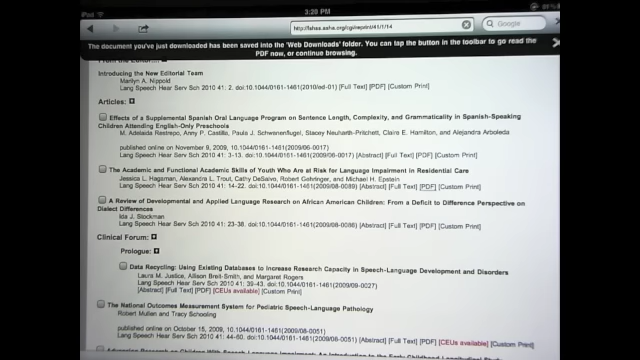 iPod
3:39 PM
http://lshss.asha.org/cgi/reprint/41/1/14
Google
The document you've just downloaded has been saved into the 'Web Downloads' folder. You can tap the button in the toolbar to go read the
PDF now, or continue browsing.
From the Editor...
Introducing the New Editorial Team
Marilyn A. Nippold
Lang Speech Hear Serv Sch 2010 41: 2. doi:10.1044/0161-1461(2010/ed-01) [Full Text] [PDF] [Custom Print]
Articles:
Effects of a Supplemental Spanish Oral Language Program on Sentence Length, Complexity, and Grammaticality in Spanish-Speaking
Children Attending English-Only Preschools
M. Adelaida Restrepo, Anny P. Castilla, Paula J. Schwanenflugel, Stacey Neuharth-Pritchett, Claire E. Hamilton, and Alejandra Arboleda
published online on November 9, 2009, 10.1044/0161-1461(2009/06-0017)
Lang Speech Hear Serv Sch 2010 41: 3-13. doi:10.1044/0161-1461(2009/06-0017) [Abstract] [Full Text] [PDF] [Custom Print]
The Academic and Functional Academic Skills of Youth Who Are at Risk for Language Impairment in Residential Care
Jessica L. Hagaman, Alexandra L. Trout, Cathy DeSalvo, Robert Gehringer, and Michael H. Epstein
Lang Speech Hear Serv Sch 2010 41: 14-22. doi:10.1044/0161-1461(2009/08-0089) [Abstract] [Full Text] [PDF] [Custom Print]
A Review of Developmental and Applied Language Research on African American Children: From a Deficit to Difference Perspective on
Dialect Differences
Ida J. Stockman
Lang Speech Hear Serv Sch 2010 41: 23-38. doi:10.1044/0161-1461(2009/08-0086) [Abstract] [Full Text] [PDF] [Custom Print]
Clinical Forum:
Prologue:
Data Recycling: Using Existing Databases to Increase Research Capacity in Speech-Language Development and Disorders
Laura M. Justice, Allison Breit-Smith, and Margaret Rogers
Lang Speech Hear Serv Sch 2010 41: 39-43. doi:10.1044/0161-1461(2009/09-0027)
[Abstract] [Full Text] [PDF] [CEUs available] [Custom Print]
The National Outcomes Measurement System for Pediatric Speech-Language Pathology
Robert Mullen and Tracy Schooling
published online on October 15, 2009, 10.1044/0161-1461(2009/08-0051)
Lang Speech Hear Serv Sch 2010 41: 44-60. doi:10.1044/0161-1461(2009/08-0051) [Abstract] [Full Text] [PDF] [CEUs available] [Custom Print]